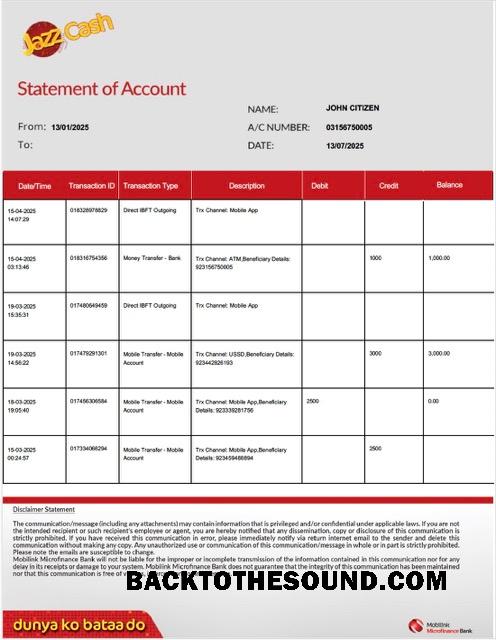 Jazz Cash
Statement of Account
NAME: JOHN CITIZEN
From: 13/01/2025 A/C NUMBER: 03156750005
To: DATE: 13/07/2025
Date/Time Transaction ID Transaction Type Description Debit Credit Balance
15-04-2025 018328978829 Direct IBFT Outgoing Trx Channel: Mobile App
14:07:29
15-04-2025 018316754356 Money Transfer - Bank Trx Channel: ATM,Beneficiary Details: 1000 1,000.00
03:13:46 923156750005
19-03-2025 017480649459 Direct IBFT Outgoing Trx Channel: Mobile App
15:35:31
19-03-2025 017479291301 Mobile Transfer - Mobile Trx Channel: USSD,Beneficiary Details: 3000 3,000.00
14:56:22 Account 923442826193
18-03-2025 017456306584 Mobile Transfer - Mobile Trx Channel: Mobile App,Beneficiary 2500 0.00
19:05:40 Account Details: 923339281756
15-03-2025 017334068294 Mobile Transfer - Mobile Trx Channel: Mobile App,Beneficiary 2500
00:24:57 Account Details: 923459486894
Disclaimer Statement
The communication/message (including any attachments) may contain information that is privileged and/or confidential under applicable laws. If you are not
the intended recipient or such recipient's employee or agent, you are hereby notified that any dissemination, copy or disclosure of this communication is
strictly prohibited. If you have received this communication in error, please immediately notify via return internet email to the sender and delete this
communication without making any copy. Any unauthorized use or communication of this communication/message in whole or in part is strictly prohibited.
Please note the emails are susceptible to change.
Mobilink Microfinance Bank will not be liable for the improper or incomplete transmission of the information contained in this communication nor for any
delay in its receipts or damage to your system. Mobilink Microfinance Bank does not guarantee that the integrity of this communication has been maintained
nor that this communication is free of
BACKTOTHESOUND.COM
dunya ko bataa do
Mobilink
Microfinance Bank